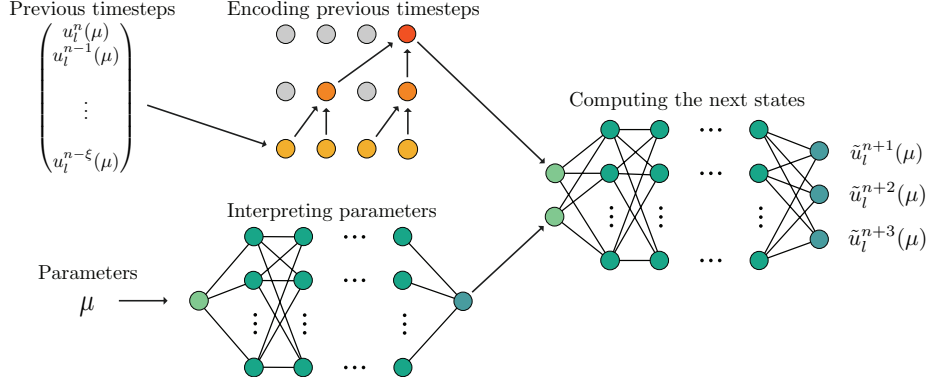 Previous timesteps
u_l^n(μ)
u_l^{n-1}(μ)
⋮
u_l^{n-ξ}(μ)
Encoding previous timesteps
Computing the next states
ũ_l^{n+1}(μ)
ũ_l^{n+2}(μ)
ũ_l^{n+3}(μ)
Interpreting parameters
Parameters
μ